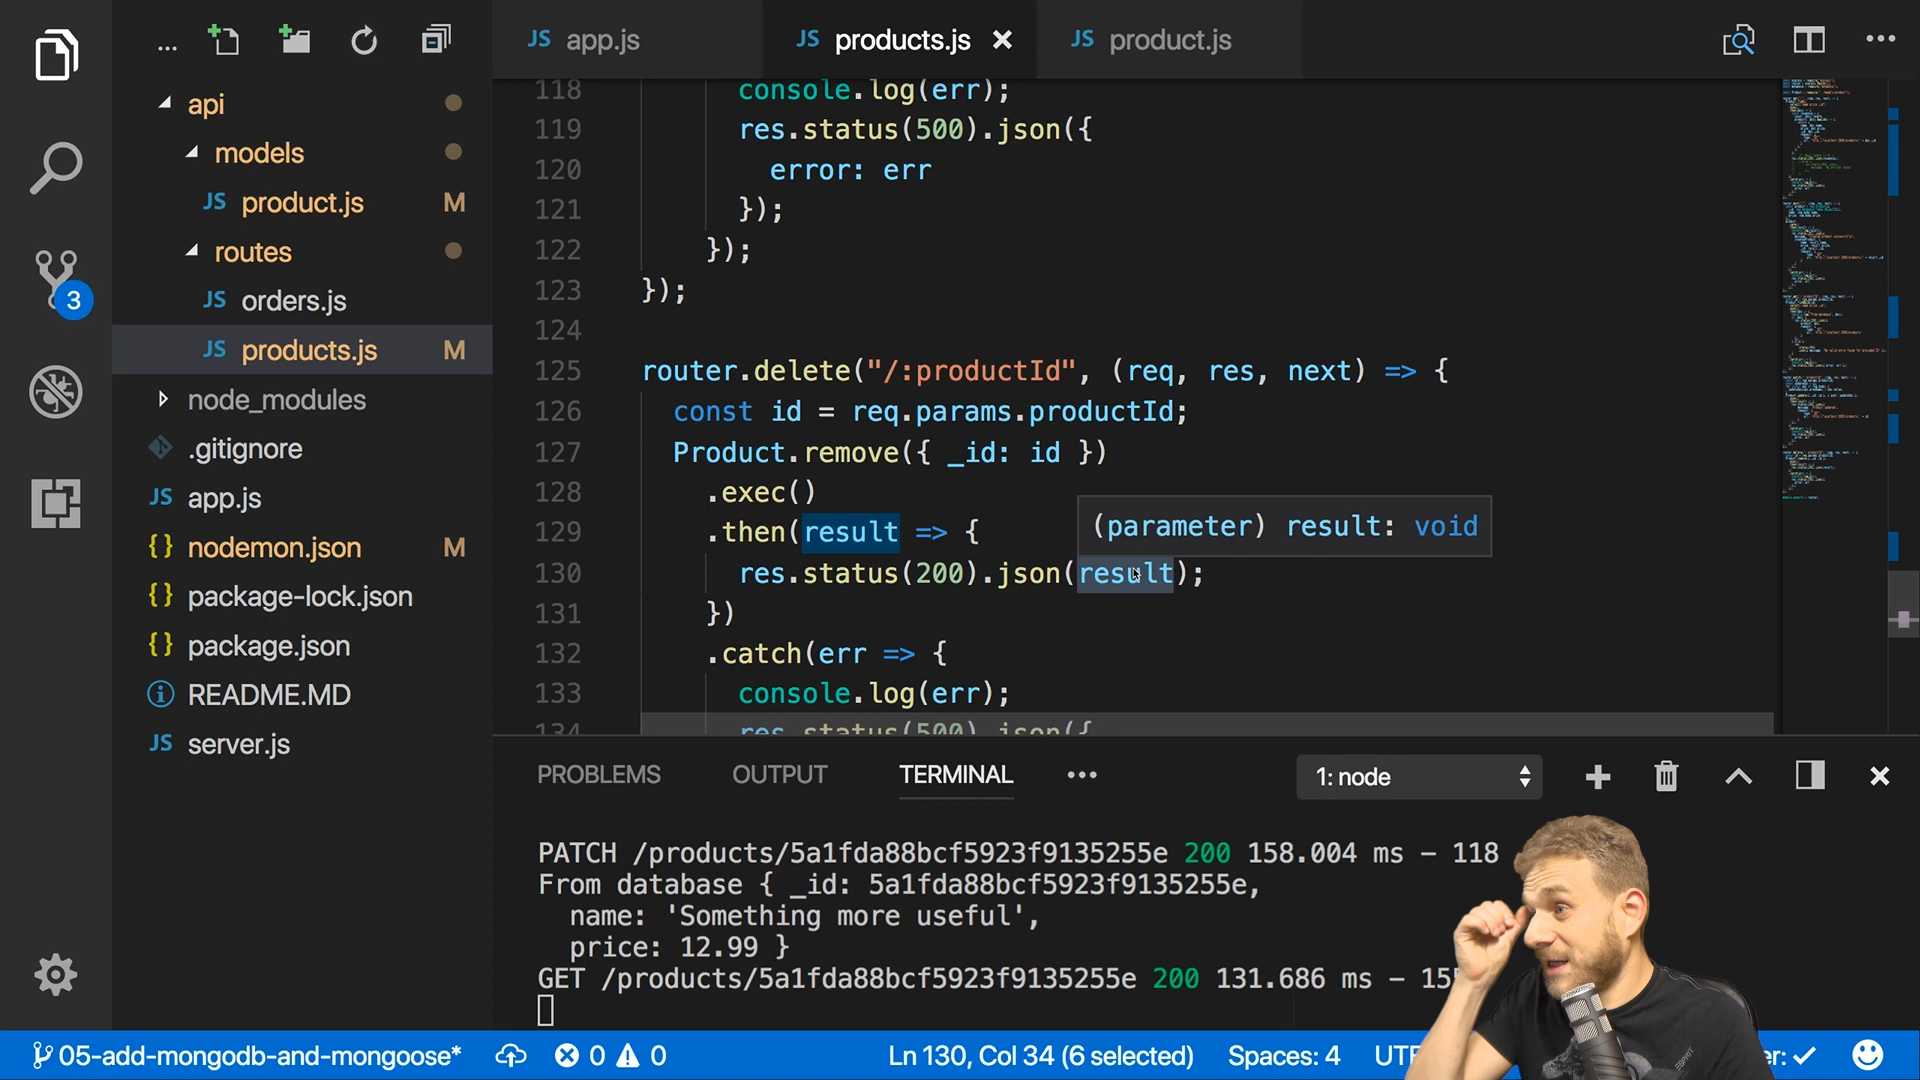 ... 
JS app.js
JS products.js
JS product.js
api
models
JS product.js M
routes
JS orders.js
JS products.js M
node_modules
.gitignore
JS app.js
{} nodemon.json M
{} package-lock.json
{} package.json
README.MD
JS server.js
3
118 console.log(err);
119 res.status(500).json({
120 error: err
121 });
122 });
123 });
124
125 router.delete("/:productId", (req, res, next) => {
126 const id = req.params.productId;
127 Product.remove({ _id: id })
128 .exec()
129 .then(result => {
(parameter) result: void
130 res.status(200).json(result);
131 })
132 .catch(err => {
133 console.log(err);
134 res.status(500).json({
PROBLEMS OUTPUT TERMINAL ... 1: node
PATCH /products/5a1fda88bcf5923f9135255e 200 158.004 ms - 118
From database { _id: 5a1fda88bcf5923f9135255e,
name: 'Something more useful',
price: 12.99 }
GET /products/5a1fda88bcf5923f9135255e 200 131.686 ms - 15
05-add-mongodb-and-mongoose* 0 0 Ln 130, Col 34 (6 selected) Spaces: 4 UTF er: